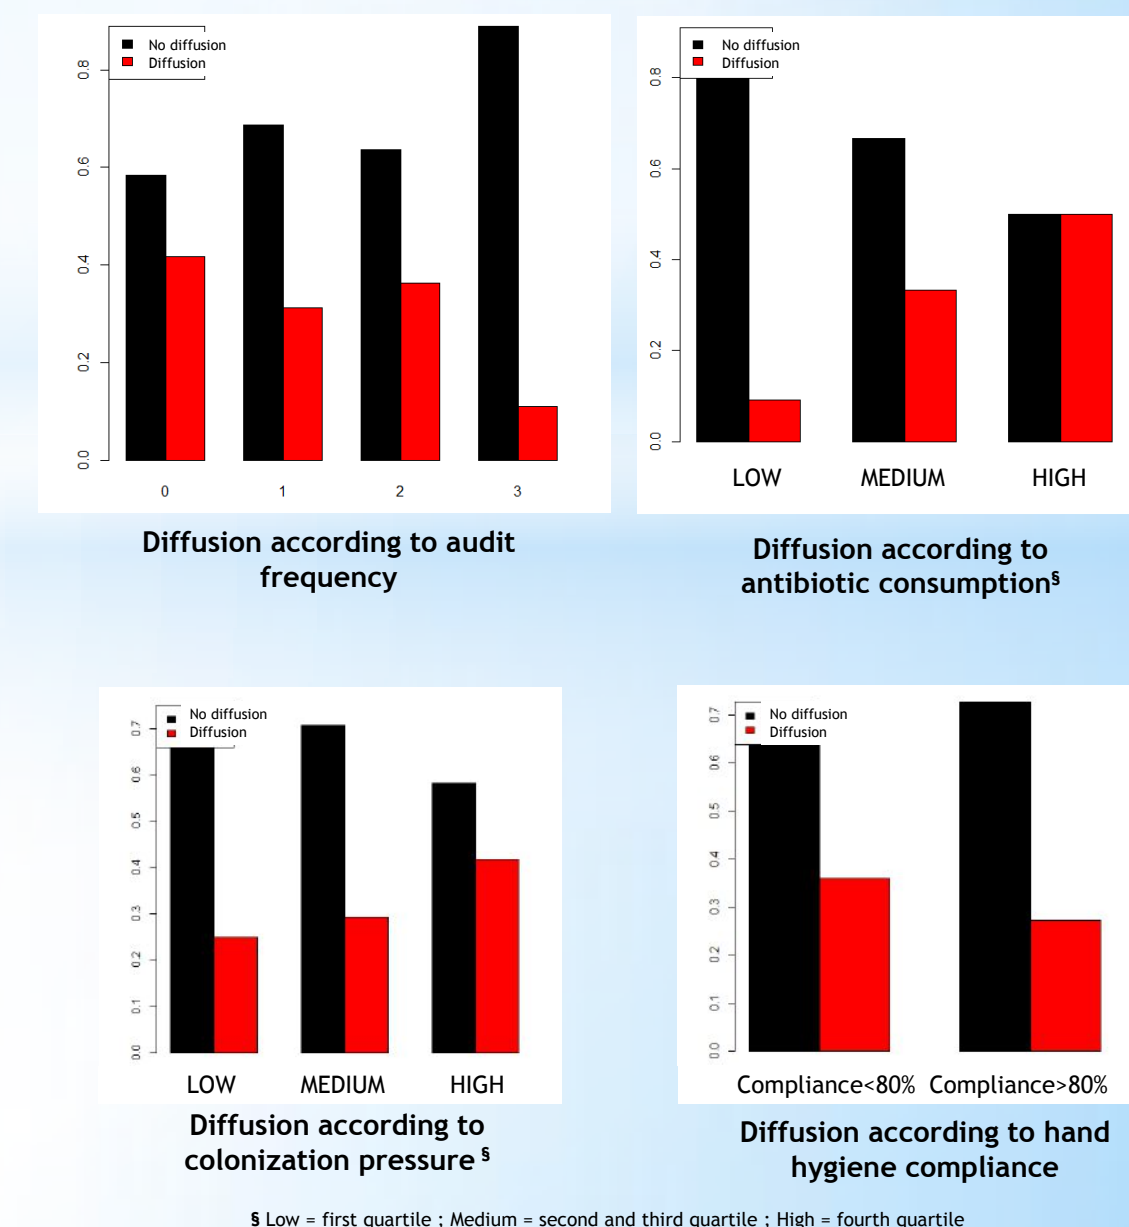 No diffusion
Diffusion
0.8
0.6
0.4
0.2
0.0
0 1 2 3
Diffusion according to audit
frequency
No diffusion
Diffusion
0.8
0.6
0.4
0.2
0.0
LOW MEDIUM HIGH
Diffusion according to
antibiotic consumption§
No diffusion
Diffusion
0.7
0.6
0.5
0.4
0.3
0.2
0.1
0.0
LOW MEDIUM HIGH
Diffusion according to
colonization pressure §
No diffusion
Diffusion
0.7
0.6
0.5
0.4
0.3
0.2
0.1
0.0
Compliance<80% Compliance>80%
Diffusion according to hand
hygiene compliance
§ Low = first quartile ; Medium = second and third quartile ; High = fourth quartile